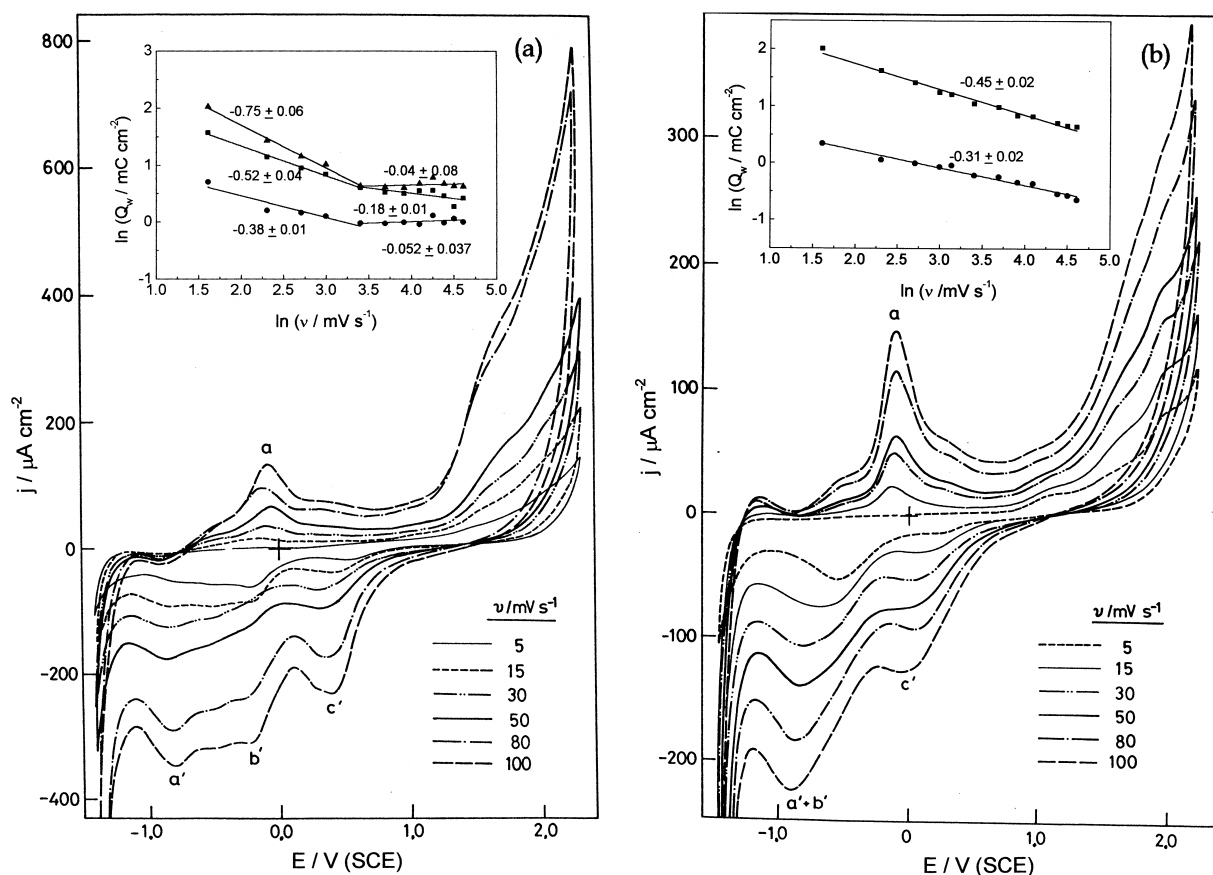 (a)
800
600
400
200
0
-200
-400
j / µA cm⁻²
-1.0 0.0 1.0 2.0
E / V (SCE)
3
2
1
0
-1
ln (Q_w / mC cm⁻²)
1.0 1.5 2.0 2.5 3.0 3.5 4.0 4.5 5.0
ln (ν / mV s⁻¹)
-0.75 ± 0.06
-0.52 ± 0.04
-0.38 ± 0.01
-0.04 ± 0.08
-0.18 ± 0.01
-0.052 ± 0.037
a
a'
b'
c'
ν/mV s⁻¹
5
15
30
50
80
100
(b)
300
200
100
0
-100
-200
j / µA cm⁻²
-1.0 0 1.0 2.0
E / V (SCE)
2
1
0
-1
ln (Q_w / mC cm⁻²)
1.0 1.5 2.0 2.5 3.0 3.5 4.0 4.5 5.0
ln (ν /mV s⁻¹)
-0.45 ± 0.02
-0.31 ± 0.02
a
c'
a'+b'
ν/mV s⁻¹
5
15
30
50
80
100